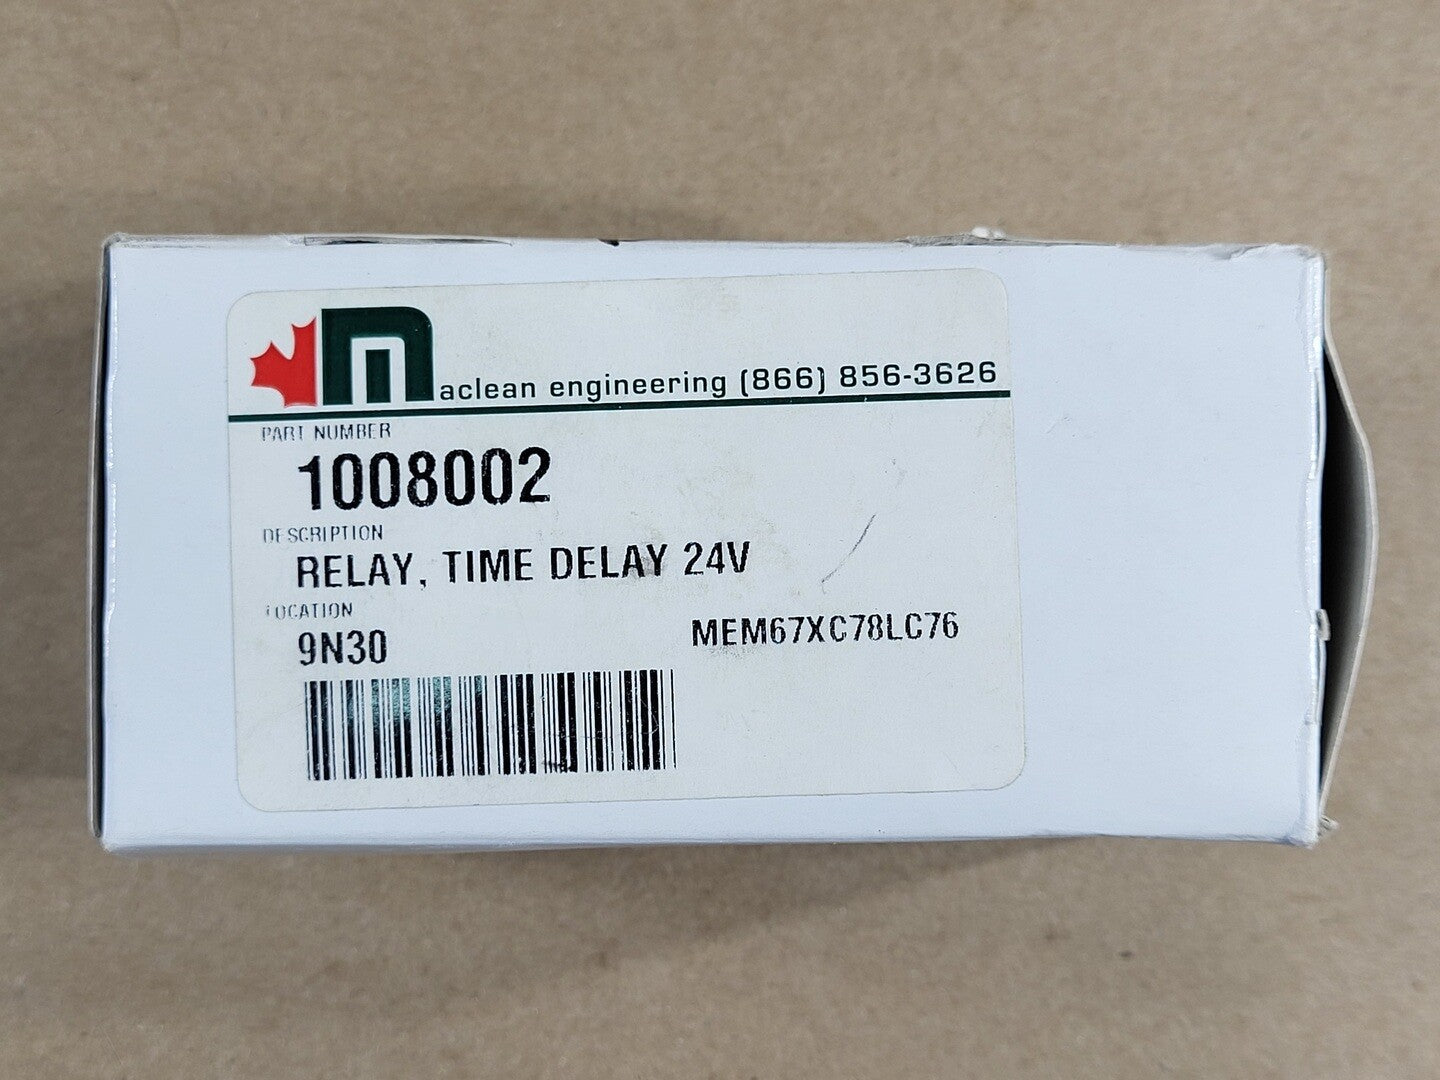 Maclean engineering (866) 856-3626
PART NUMBER
1008002
DESCRIPTION
RELAY, TIME DELAY 24V
LOCATION
9N30
MEM67XC78LC76